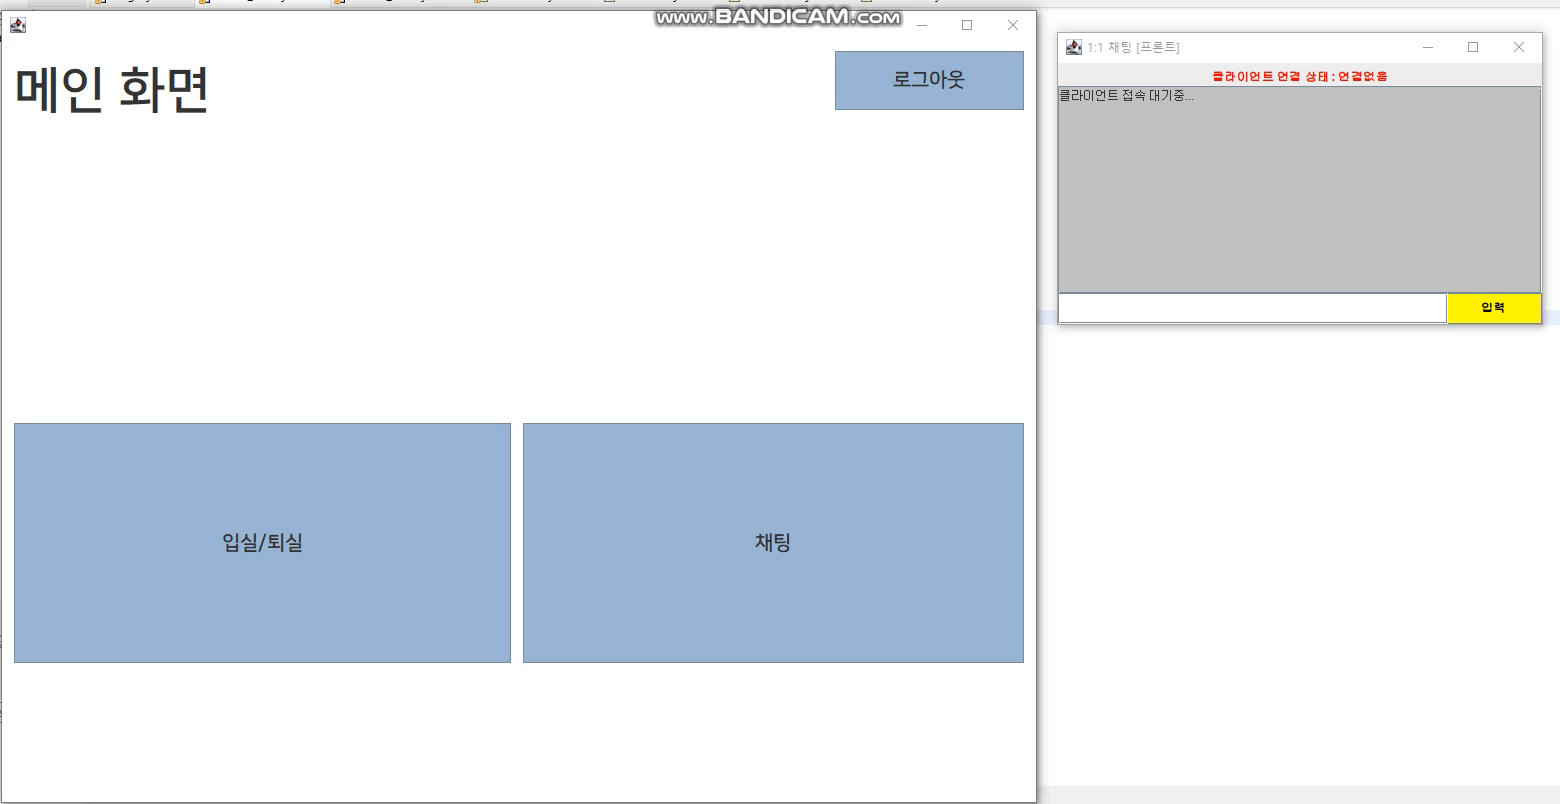 www.BANDICAM.com
메인 화면
로그아웃
입실/퇴실
채팅
1:1 채팅 [프론트]
클라이언트 연결 상태 : 연결없음
클라이언트 접속 대기중...
입력